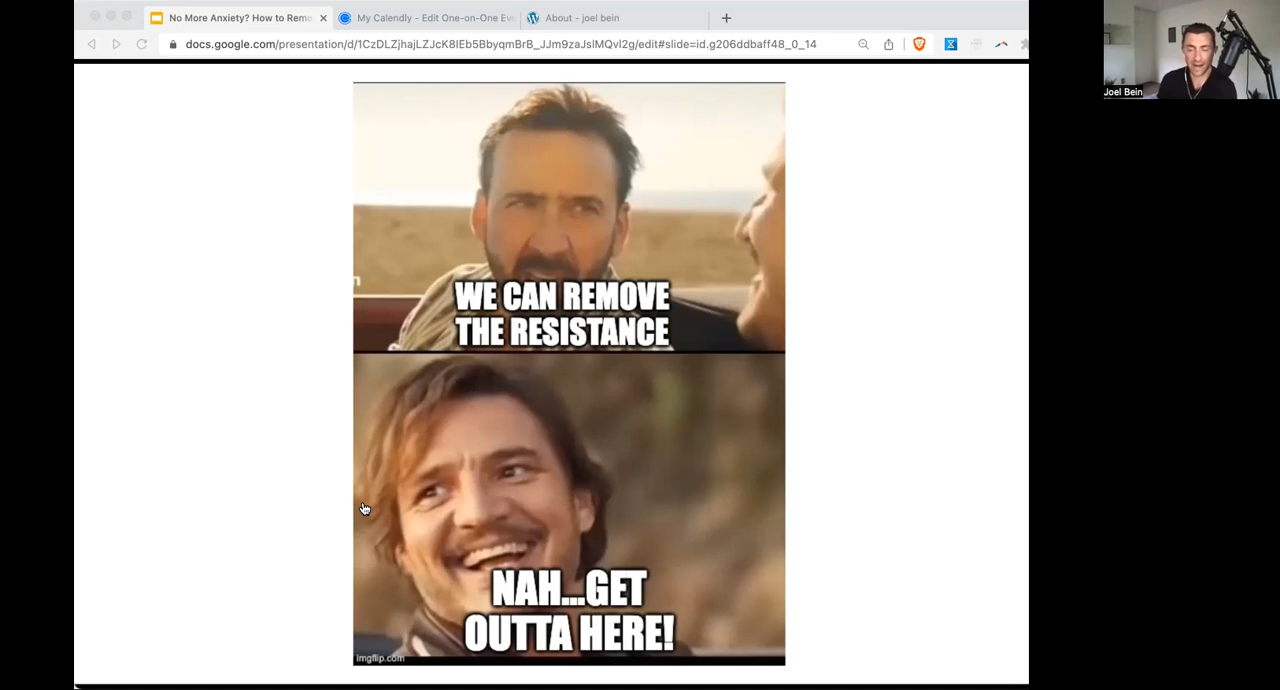 No More Anxiety? How to Remo
My Calendly - Edit One-on-One Eve
About - joel bein
docs.google.com/presentation/d/1CzDLZjhajLZJcK8IEb5BbyqmBrB_JJm9zaJslMQvI2g/edit#slide=id.g206ddbaff48_0_14
Joel Bein
WE CAN REMOVE
THE RESISTANCE
NAH...GET
OUTTA HERE!
imgflip.com